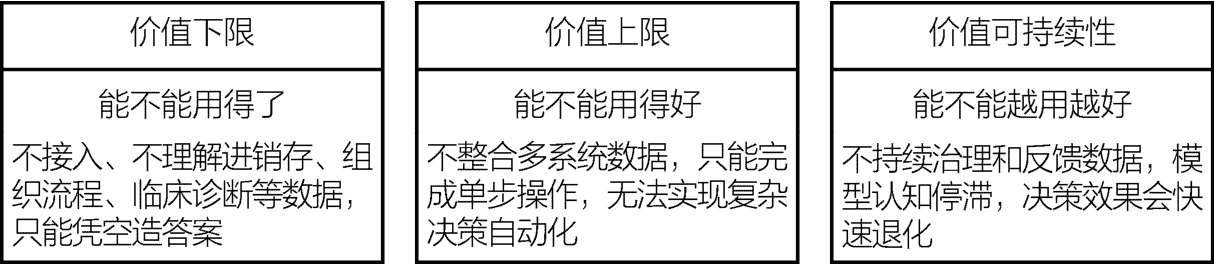 价值下限
能不能用得了
不接入、不理解进销存、组
织流程、临床诊断等数据，
只能凭空造答案
价值上限
能不能用得好
不整合多系统数据，只能完
成单步操作，无法实现复杂
决策自动化
价值可持续性
能不能越用越好
不持续治理和反馈数据，模
型认知停滞，决策效果会快
速退化